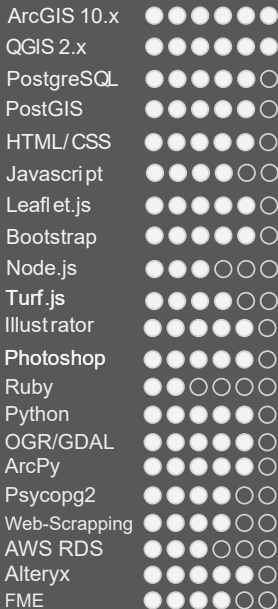 ArcGIS 10.x
QGIS 2.x
PostgreSQL
PostGIS
HTML/CSS
Javascript
Leaflet.js
Bootstrap
Node.js
Turf.js
Illustrator
Photoshop
Ruby
Python
OGR/GDAL
ArcPy
Psycopg2
Web-Scrapping
AWS RDS
Alteryx
FME